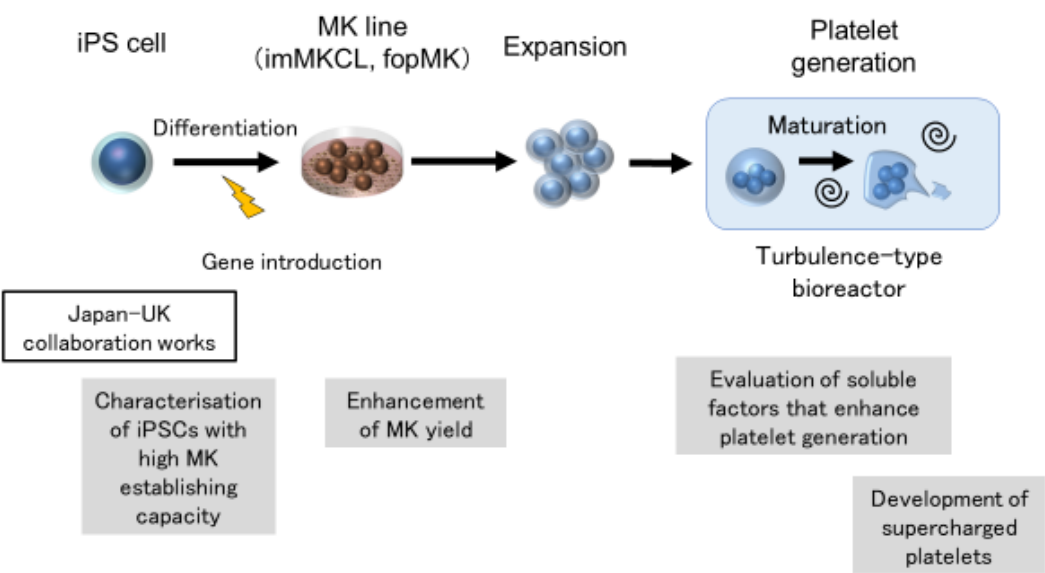 iPS cell
MK line
(imMKCL, fopMK)
Expansion
Platelet
generation
Differentiation
Maturation
Gene introduction
Turbulence-type
bioreactor
Japan-UK
collaboration works
Characterisation
of iPSCs with
high MK
establishing
capacity
Enhancement
of MK yield
Evaluation of soluble
factors that enhance
platelet generation
Development of
supercharged
platelets